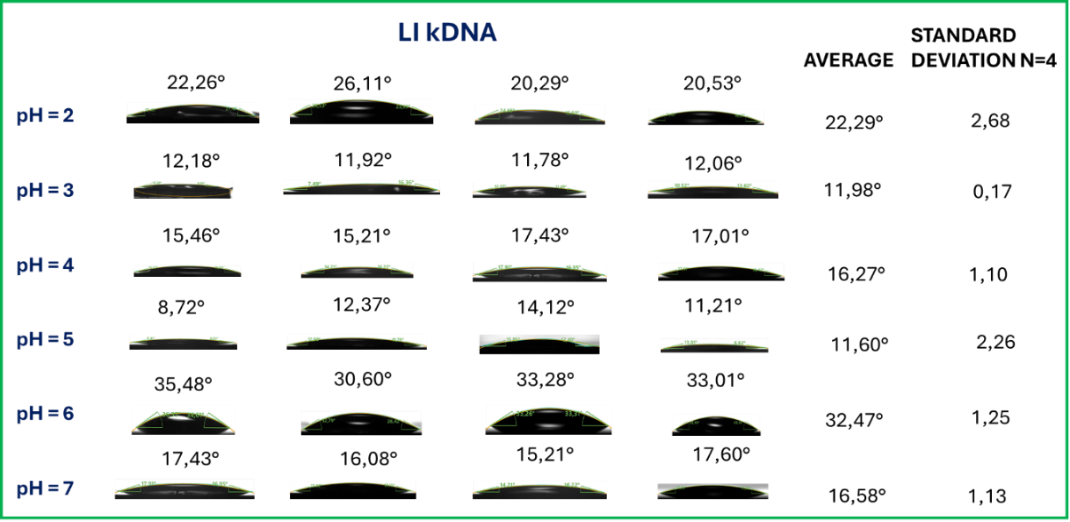 LI kDNA
AVERAGE
STANDARD
DEVIATION N=4
22,26° 26,11° 20,29° 20,53°
pH = 2 22,29° 2,68
12,18° 11,92° 11,78° 12,06°
pH = 3 11,98° 0,17
15,46° 15,21° 17,43° 17,01°
pH = 4 16,27° 1,10
8,72° 12,37° 14,12° 11,21°
pH = 5 11,60° 2,26
35,48° 30,60° 33,28° 33,01°
pH = 6 32,47° 1,25
17,43° 16,08° 15,21° 17,60°
pH = 7 16,58° 1,13